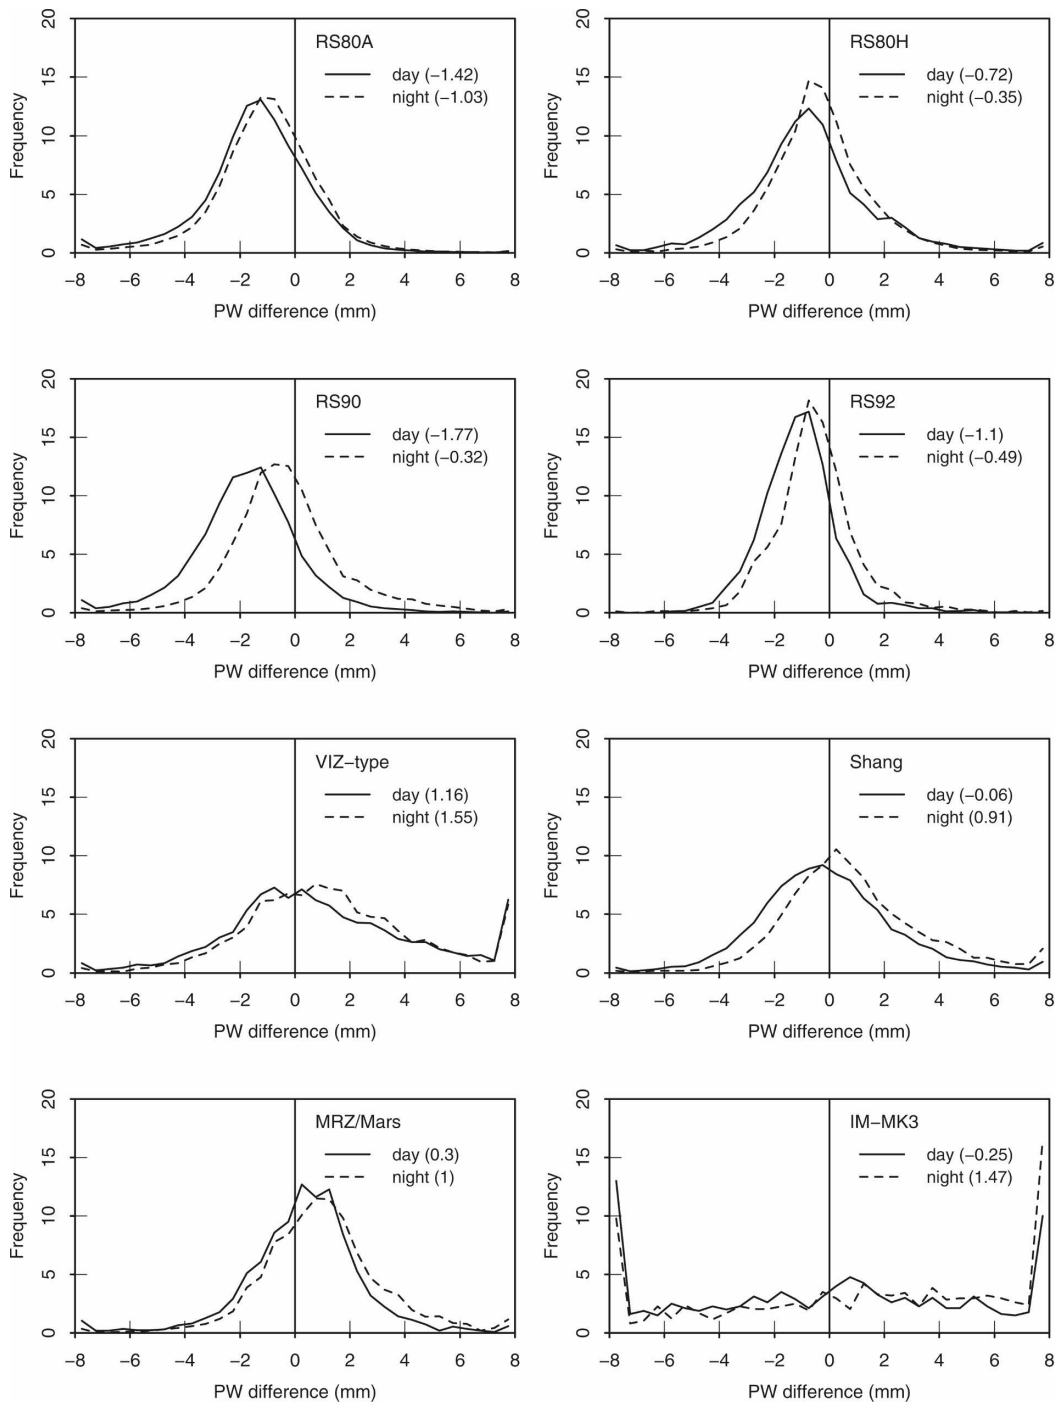 RS80A
day (−1.42)
night (−1.03)
Frequency
0
5
10
15
20
−8 −6 −4 −2 0 2 4 6 8
PW difference (mm)
RS80H
day (−0.72)
night (−0.35)
Frequency
0
5
10
15
20
−8 −6 −4 −2 0 2 4 6 8
PW difference (mm)
RS90
day (−1.77)
night (−0.32)
Frequency
0
5
10
15
20
−8 −6 −4 −2 0 2 4 6 8
PW difference (mm)
RS92
day (−1.1)
night (−0.49)
Frequency
0
5
10
15
20
−8 −6 −4 −2 0 2 4 6 8
PW difference (mm)
VIZ−type
day (1.16)
night (1.55)
Frequency
0
5
10
15
20
−8 −6 −4 −2 0 2 4 6 8
PW difference (mm)
Shang
day (−0.06)
night (0.91)
Frequency
0
5
10
15
20
−8 −6 −4 −2 0 2 4 6 8
PW difference (mm)
MRZ/Mars
day (0.3)
night (1)
Frequency
0
5
10
15
20
−8 −6 −4 −2 0 2 4 6 8
PW difference (mm)
IM−MK3
day (−0.25)
night (1.47)
Frequency
0
5
10
15
20
−8 −6 −4 −2 0 2 4 6 8
PW difference (mm)